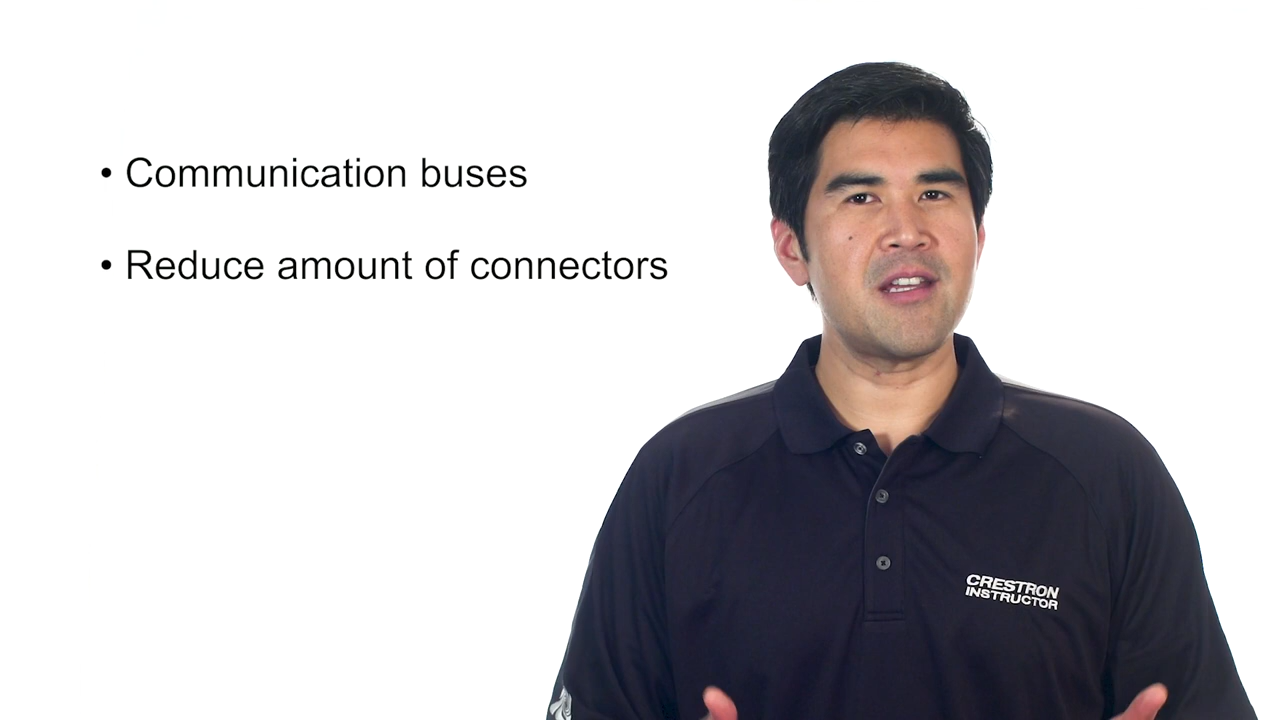 • Communication buses
• Reduce amount of connectors
CRESTRON
INSTRUCTOR